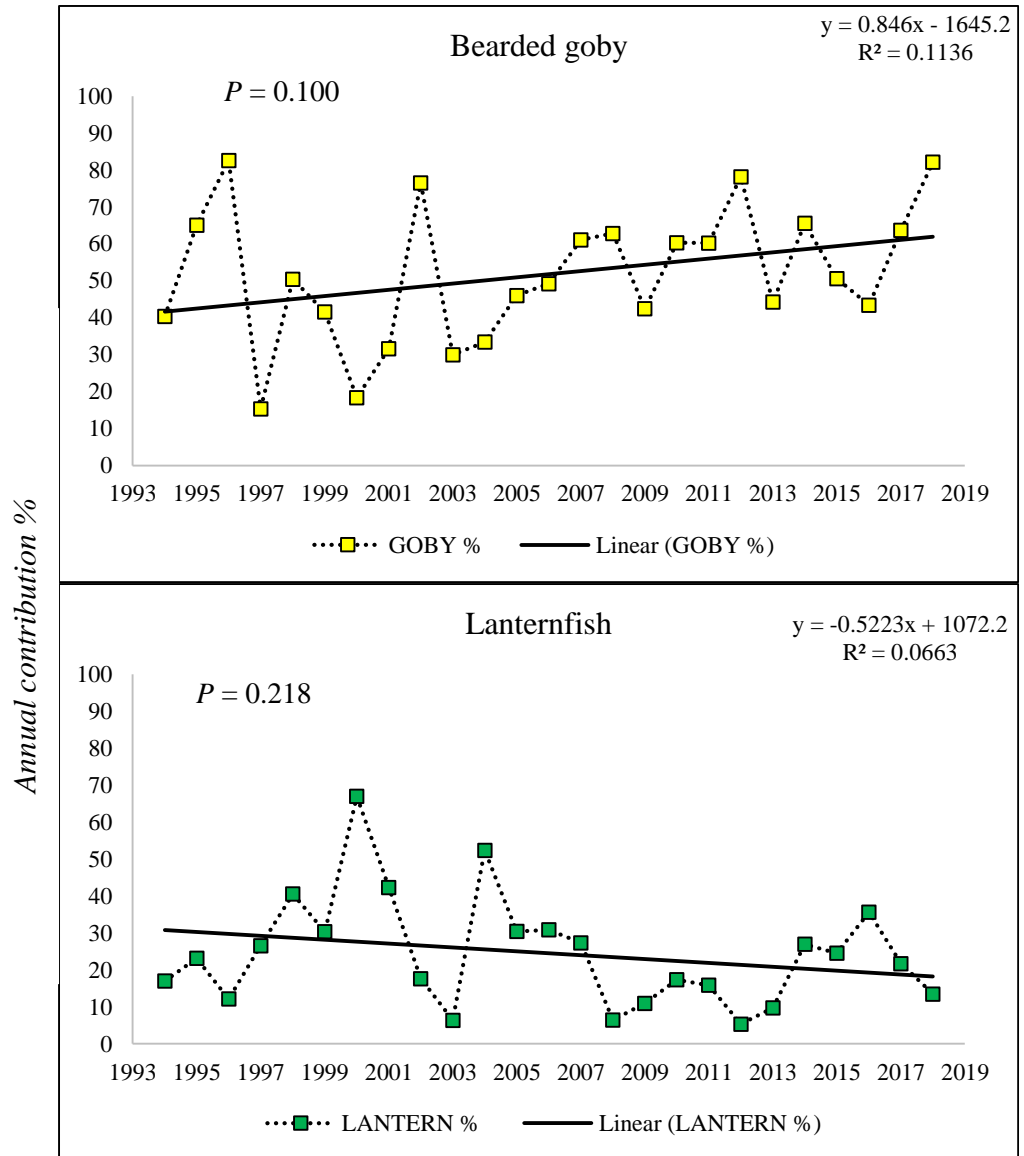 Annual contribution %
Bearded goby
y = 0.846x - 1645.2
R² = 0.1136
P = 0.100
100
90
80
70
60
50
40
30
20
10
0
1993 1995 1997 1999 2001 2003 2005 2007 2009 2011 2013 2015 2017 2019
GOBY % Linear (GOBY %)
Lanternfish
y = -0.5223x + 1072.2
R² = 0.0663
P = 0.218
100
90
80
70
60
50
40
30
20
10
0
1993 1995 1997 1999 2001 2003 2005 2007 2009 2011 2013 2015 2017 2019
LANTERN % Linear (LANTERN %)